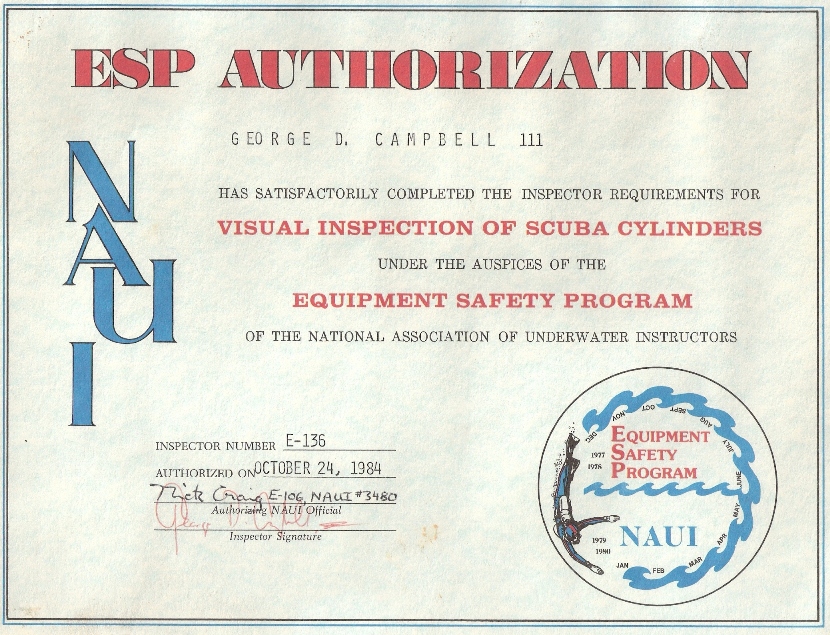 ESP AUTHORIZATION
GEORGE D. CAMPBELL 111
NAUI
HAS SATISFACTORILY COMPLETED THE INSPECTOR REQUIREMENTS FOR
VISUAL INSPECTION OF SCUBA CYLINDERS
UNDER THE AUSPICES OF THE
EQUIPMENT SAFETY PROGRAM
OF THE NATIONAL ASSOCIATION OF UNDERWATER INSTRUCTORS
INSPECTOR NUMBER E-136
AUTHORIZED ON OCTOBER 24, 1984
Craig E-106, NAUI #3480
Authorizing NAUI Official
Inspector Signature
EQUIPMENT
SAFETY
PROGRAM
NAUI
1977
1978
1979
1980
JAN FEB MAR APR MAY JUNE JULY AUG SEPT OCT NOV DEC